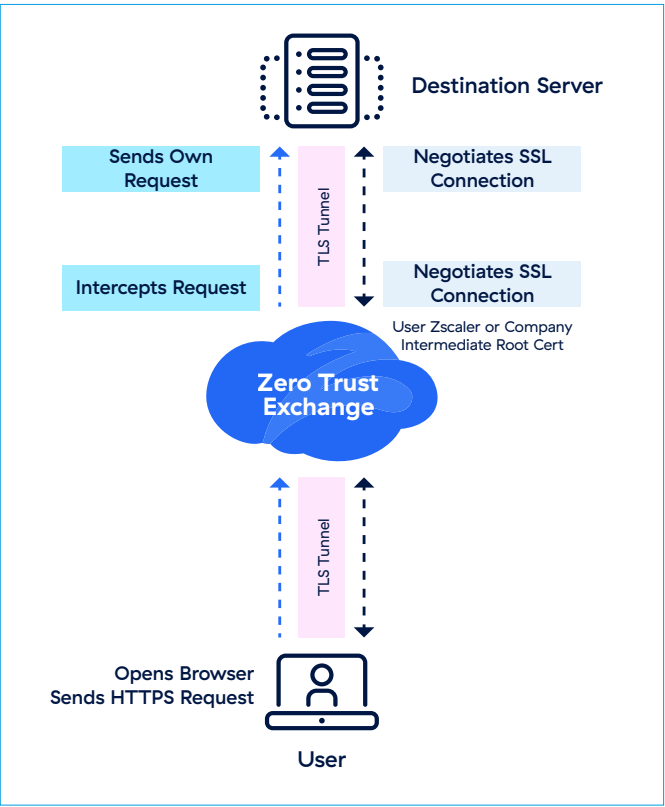 Destination Server
Sends Own
Request
TLS Tunnel
Negotiates SSL
Connection
Intercepts Request
Negotiates SSL
Connection
User Zscaler or Company
Intermediate Root Cert
Zero Trust
Exchange
TLS Tunnel
Opens Browser
Sends HTTPS Request
User